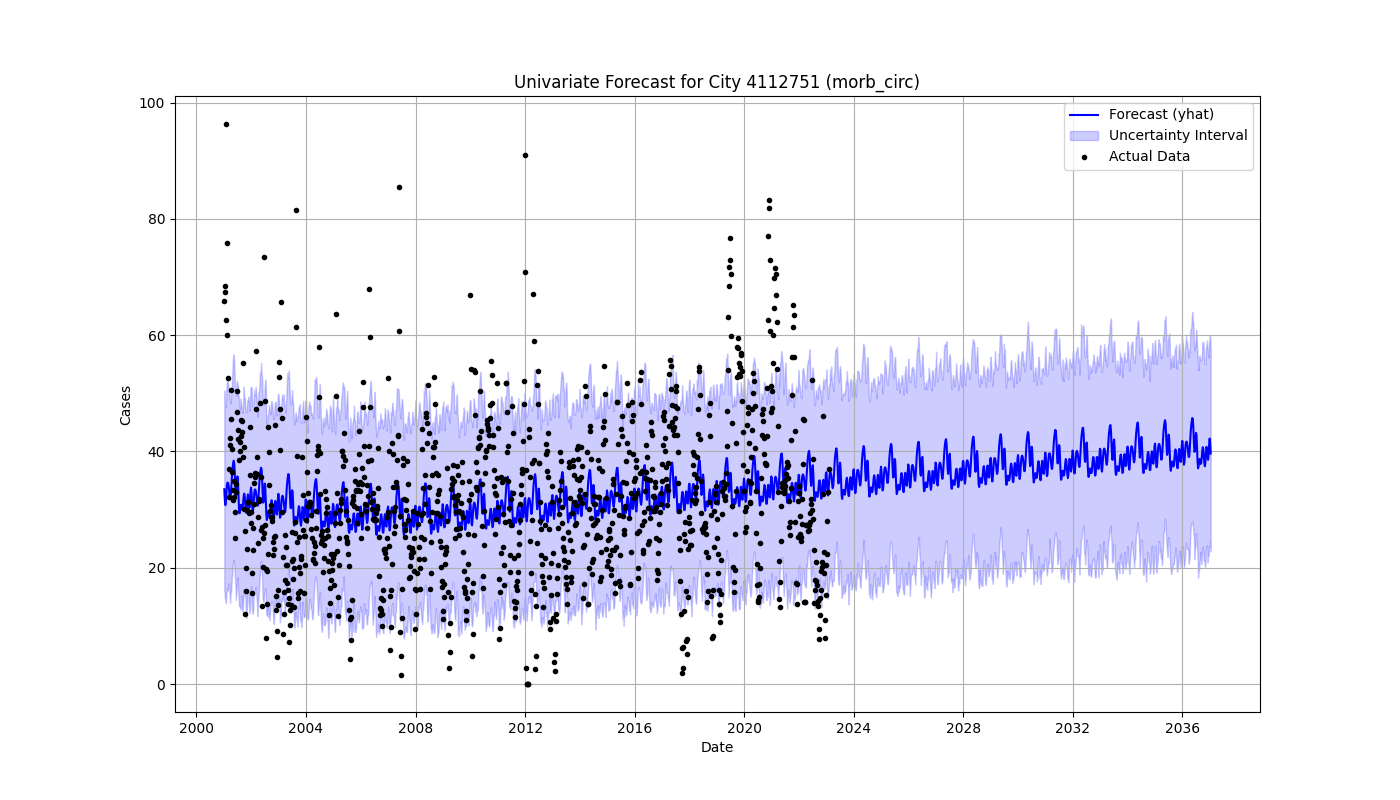 Univariate Forecast for City 4112751 (morb_circ)
Forecast (yhat)
Uncertainty Interval
Actual Data
100
80
60
40
20
0
Cases
2000 2004 2008 2012 2016 2020 2024 2028 2032 2036
Date